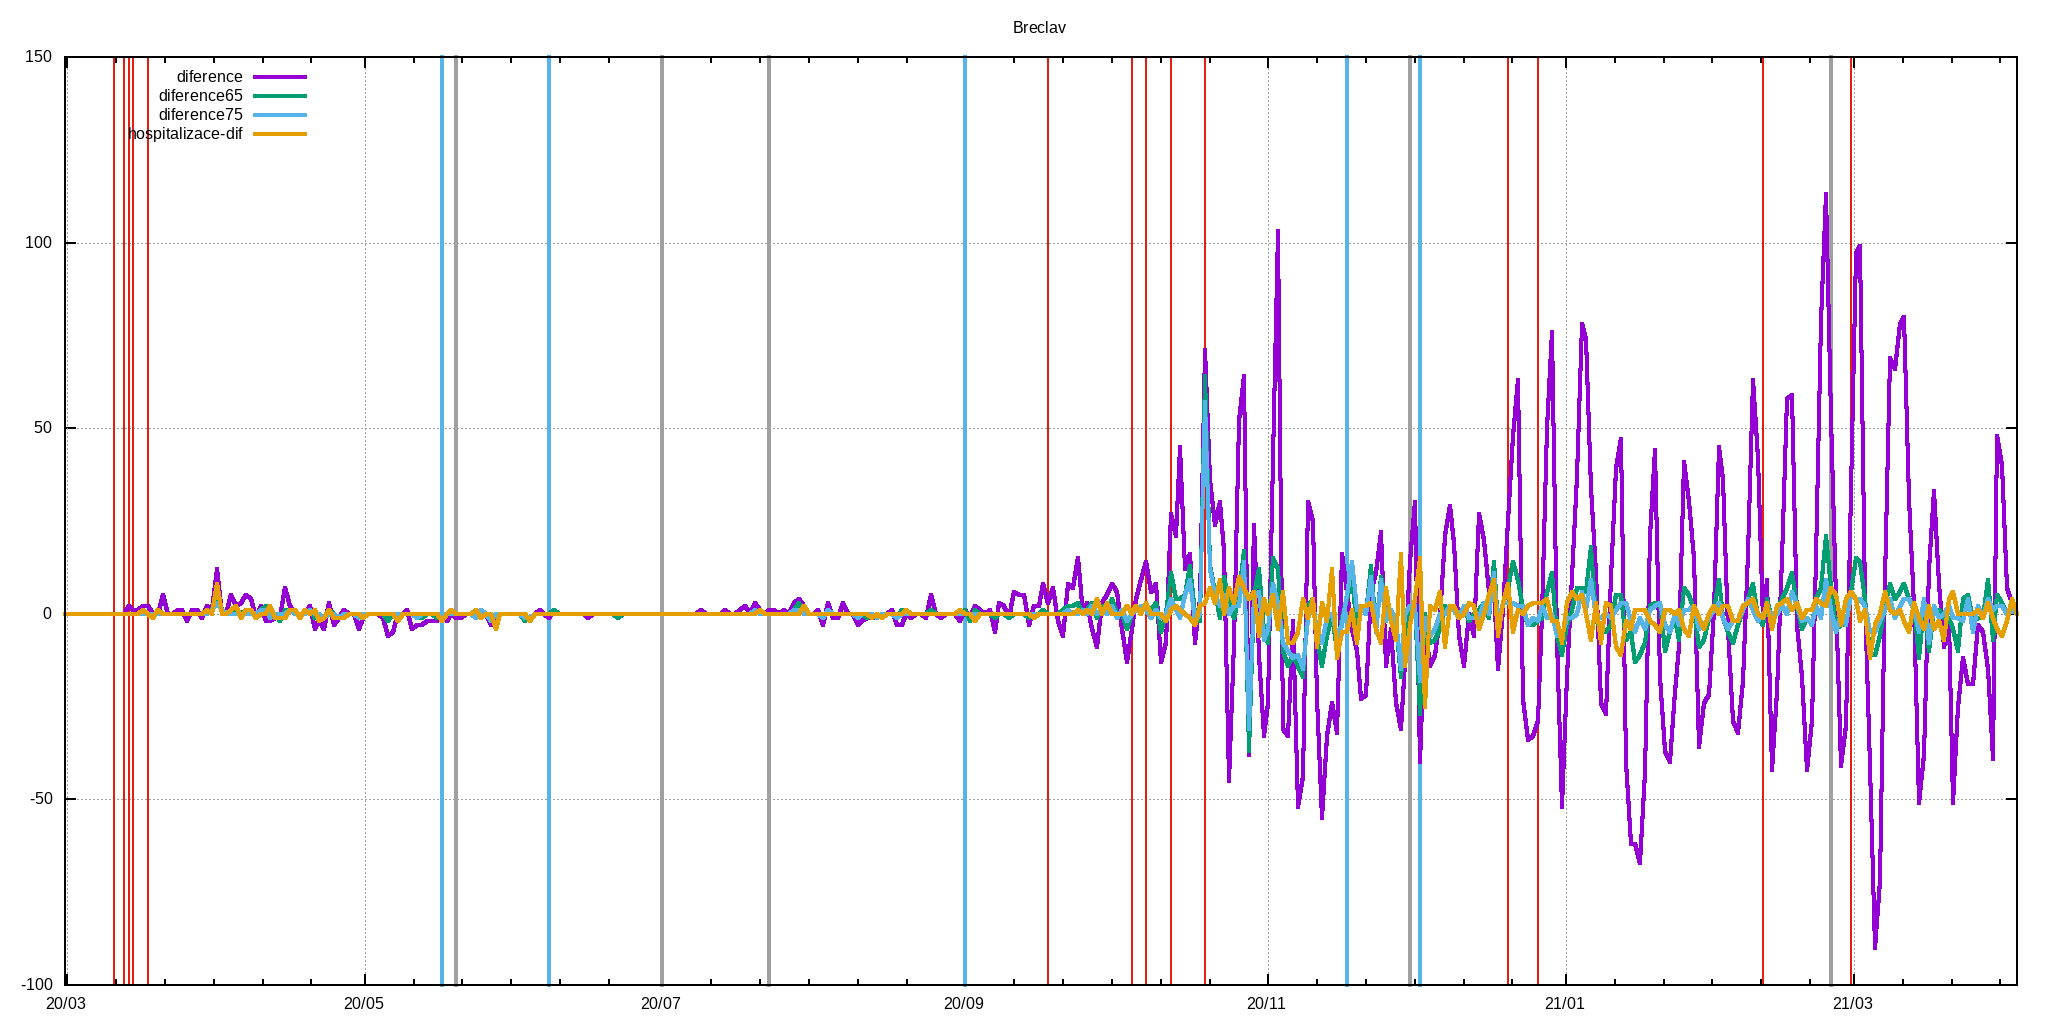 Breclav
150
100
50
0
-50
-100
diference
diference65
diference75
hospitalizace-dif
20/03 20/05 20/07 20/09 20/11 21/01 21/03